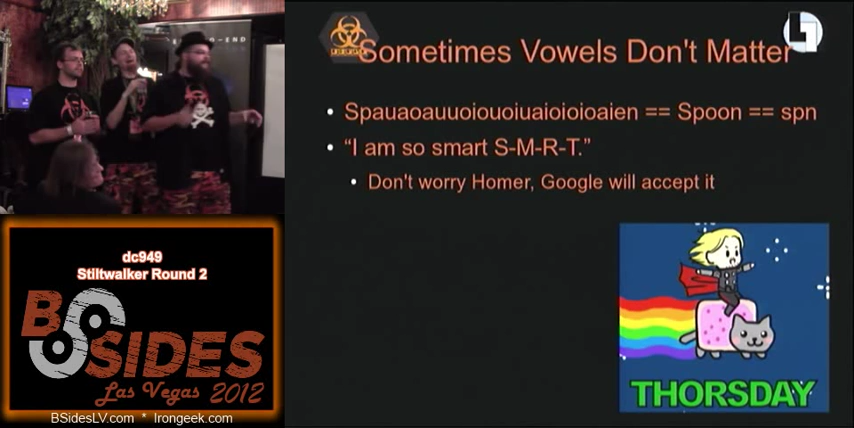 Sometimes Vowels Don't Matter
Spauaoauuoiouoiuaioioioaien == Spoon == spn
"I am so smart S-M-R-T."
Don't worry Homer, Google will accept it
THORSDAY
dc949
Stiltwalker Round 2
BSIDES
Las Vegas 2012
BSidesLV.com * Irongeek.com